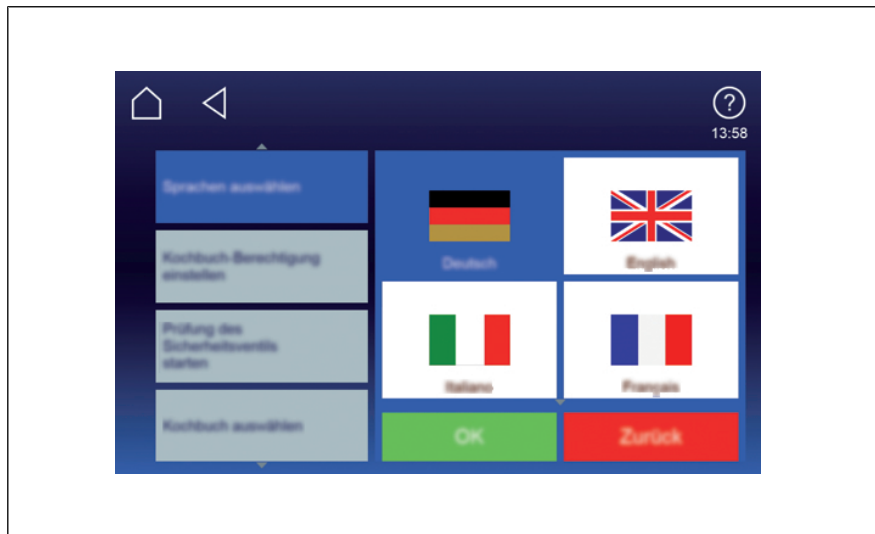 ?
13:58
Sprachen auswählen
Kochbuch-Berechtigung
einstellen
Prüfung des
Sicherheitsventils
starten
Kochbuch auswählen
Deutsch
English
Italiano
Français
OK
Zurück